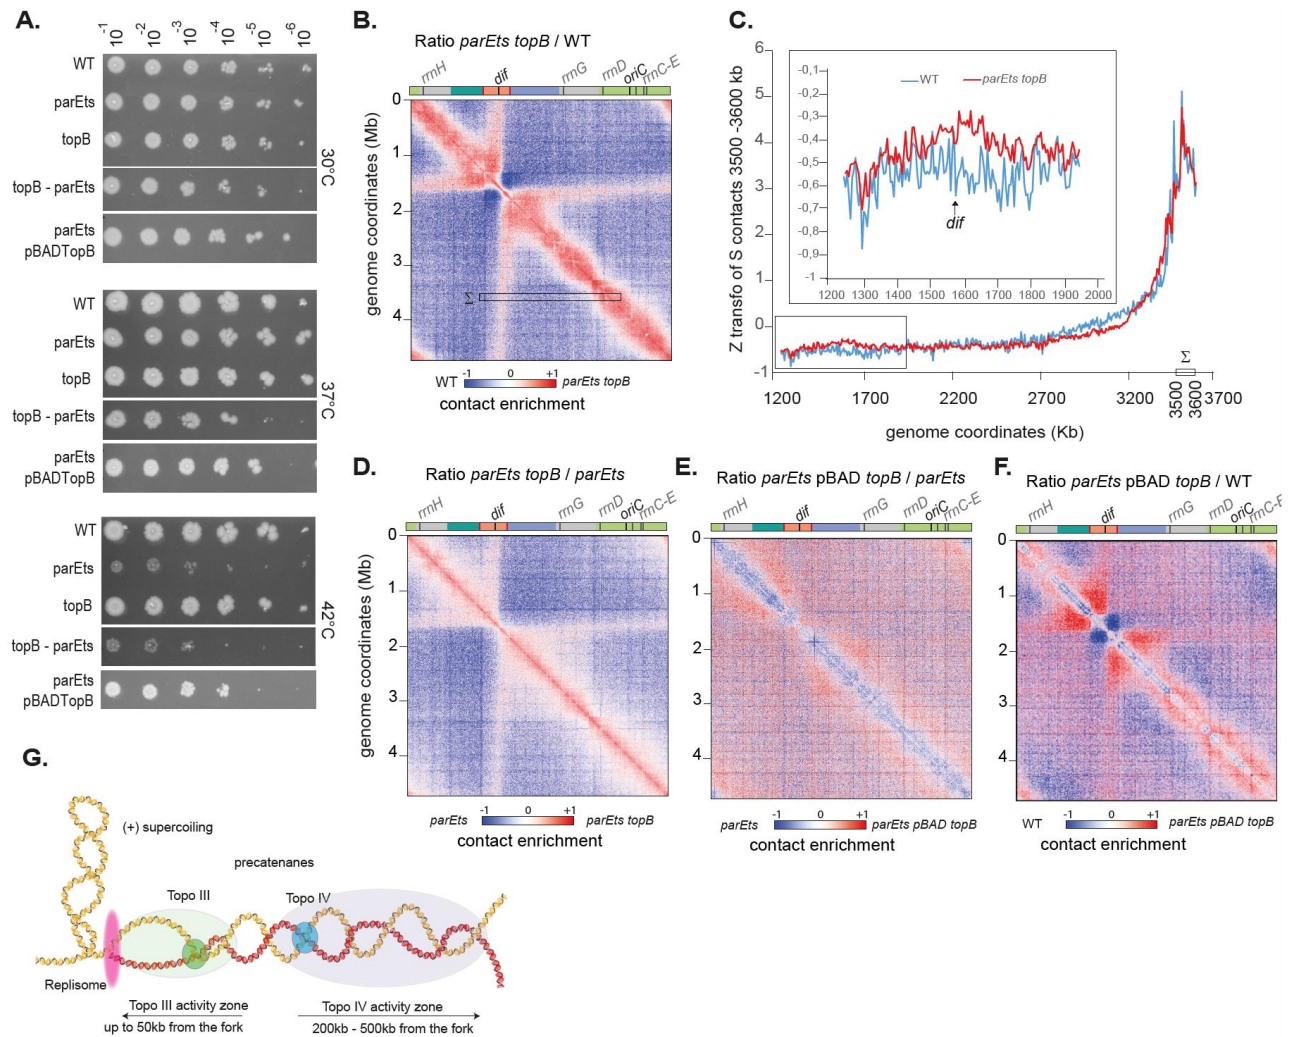 A.
10 -1
10 -2
10 -3
10 -4
10 -5
10 -6
WT
parEts
topB
topB - parEts
parEts
pBADTopB
30°C
WT
parEts
topB
topB - parEts
parEts
pBADTopB
37°C
WT
parEts
topB
topB - parEts
parEts
pBADTopB
42°C
B.
Ratio parEts topB / WT
rrnH
dif
rrnG
rrnD
oriC
rrnC-E
0
1
2
3
4
genome coordinates (Mb)
Σ
WT
-1
0
+1
parEts topB
contact enrichment
C.
Z transfo of S contacts 3500 -3600 kb
6
5
4
3
2
1
0
-1
-0,1
-0,2
-0,3
-0,4
-0,5
-0,6
-0,7
-0,8
-0,9
-1
WT
parEts topB
dif
1200 1300 1400 1500 1600 1700 1800 1900 2000
Σ
1200 1700 2200 2700 3200 3500 3600 3700
genome coordinates (Kb)
D.
Ratio parEts topB / parEts
rrnH
dif
rrnG
rrnD
oriC
rrnC-E
0
1
2
3
4
genome coordinates (Mb)
parEts
-1
0
+1
parEts topB
contact enrichment
E.
Ratio parEts pBAD topB / parEts
rrnH
dif
rrnG
rrnD
oriC
rrnC-E
0
1
2
3
4
parEts
-1
0
+1
parEts pBAD topB
contact enrichment
F.
Ratio parEts pBAD topB / WT
rrnH
dif
rrnG
rrnD
oriC
rrnC-F
0
1
2
3
4
WT
-1
0
+1
parEts pBAD topB
contact enrichment
G.
(+) supercoiling
precatenanes
Topo III
Topo IV
Replisome
Topo III activity zone
up to 50kb from the fork
Topo IV activity zone
200kb - 500kb from the fork